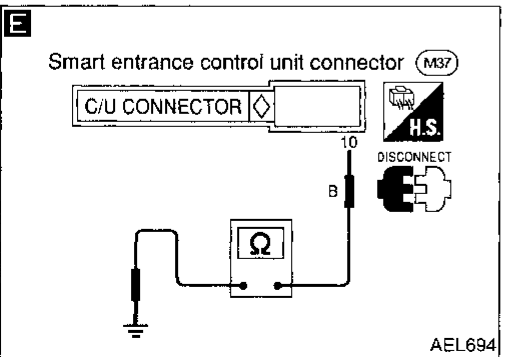 E
Smart entrance control unit connector M37
C/U CONNECTOR
H.S.
10
DISCONNECT
B
Ω
AEL694